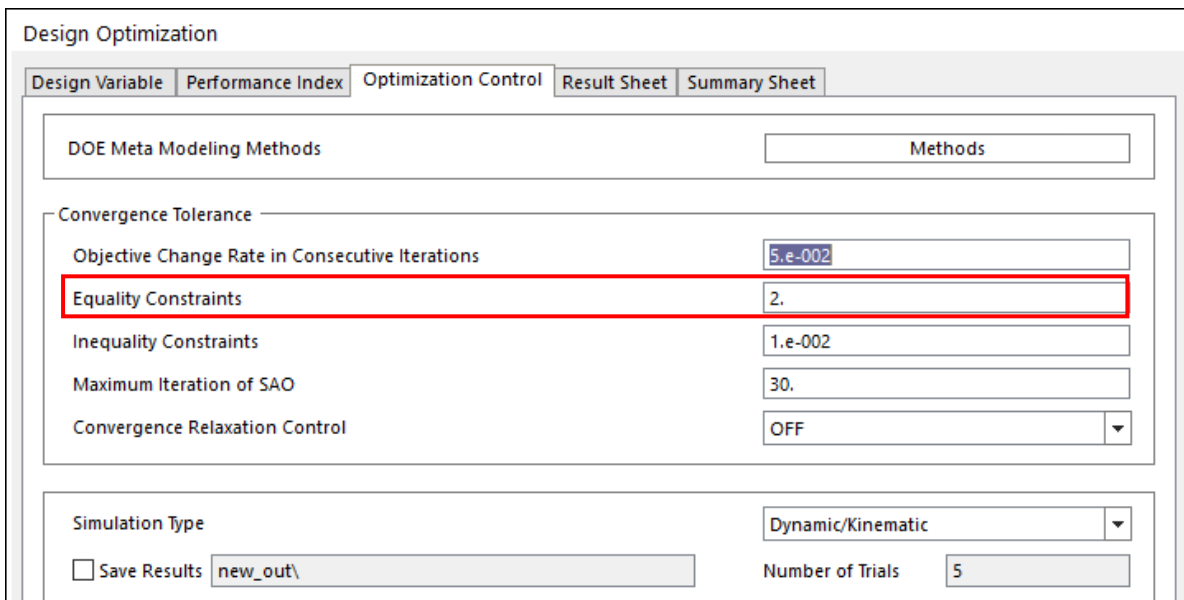 Design Optimization
Design Variable Performance Index Optimization Control Result Sheet Summary Sheet
DOE Meta Modeling Methods Methods
Convergence Tolerance
Objective Change Rate in Consecutive Iterations 5.e-002
Equality Constraints 2.
Inequality Constraints 1.e-002
Maximum Iteration of SAO 30.
Convergence Relaxation Control OFF
Simulation Type Dynamic/Kinematic
Save Results new_out\ Number of Trials 5